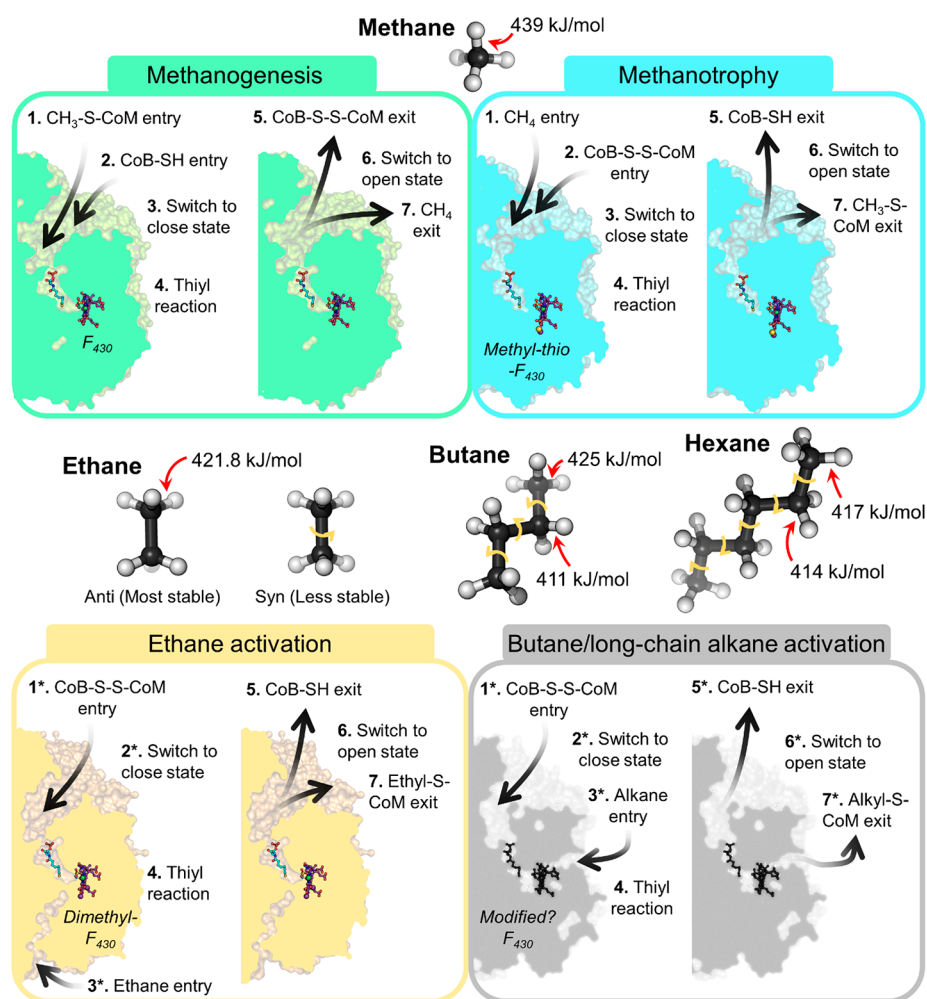 Methane
439 kJ/mol
Methanogenesis
1. CH3-S-CoM entry
2. CoB-SH entry
3. Switch to
close state
4. Thiyl
reaction
F430
5. CoB-S-S-CoM exit
6. Switch to
open state
7. CH4
exit
Methanotrophy
1. CH4 entry
2. CoB-S-S-CoM
entry
3. Switch to
close state
4. Thiyl
reaction
Methyl-thio
-F430
5. CoB-SH exit
6. Switch to
open state
7. CH3-S-
CoM exit
Ethane
421.8 kJ/mol
Anti (Most stable)
Syn (Less stable)
Butane
425 kJ/mol
411 kJ/mol
Hexane
417 kJ/mol
414 kJ/mol
Ethane activation
1*. CoB-S-S-CoM
entry
2*. Switch to
close state
4. Thiyl
reaction
Dimethyl-
F430
3*. Ethane entry
5. CoB-SH exit
6. Switch to
open state
7. Ethyl-S-
CoM exit
Butane/long-chain alkane activation
1*. CoB-S-S-CoM
entry
2*. Switch to
close state
3*. Alkane
entry
4. Thiyl
reaction
Modified?
F430
5*. CoB-SH exit
6*. Switch to
open state
7*. Alkyl-S-
CoM exit